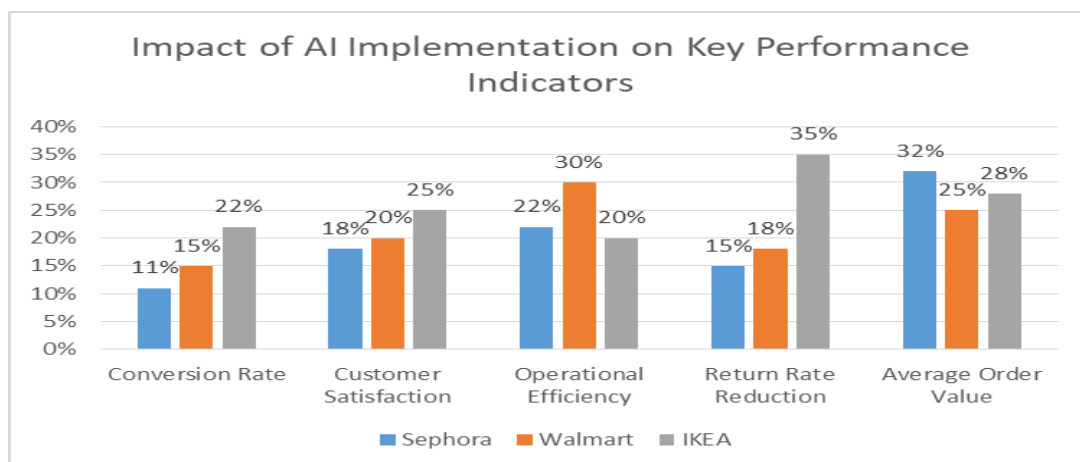 Impact of AI Implementation on Key Performance
Indicators
40%
35%
30%
25%
20%
15%
10%
5%
0%
11%
15%
22%
18%
20%
25%
22%
30%
20%
15%
18%
35%
32%
25%
28%
Conversion Rate
Customer
Satisfaction
Operational
Efficiency
Return Rate
Reduction
Average Order
Value
Sephora
Walmart
IKEA